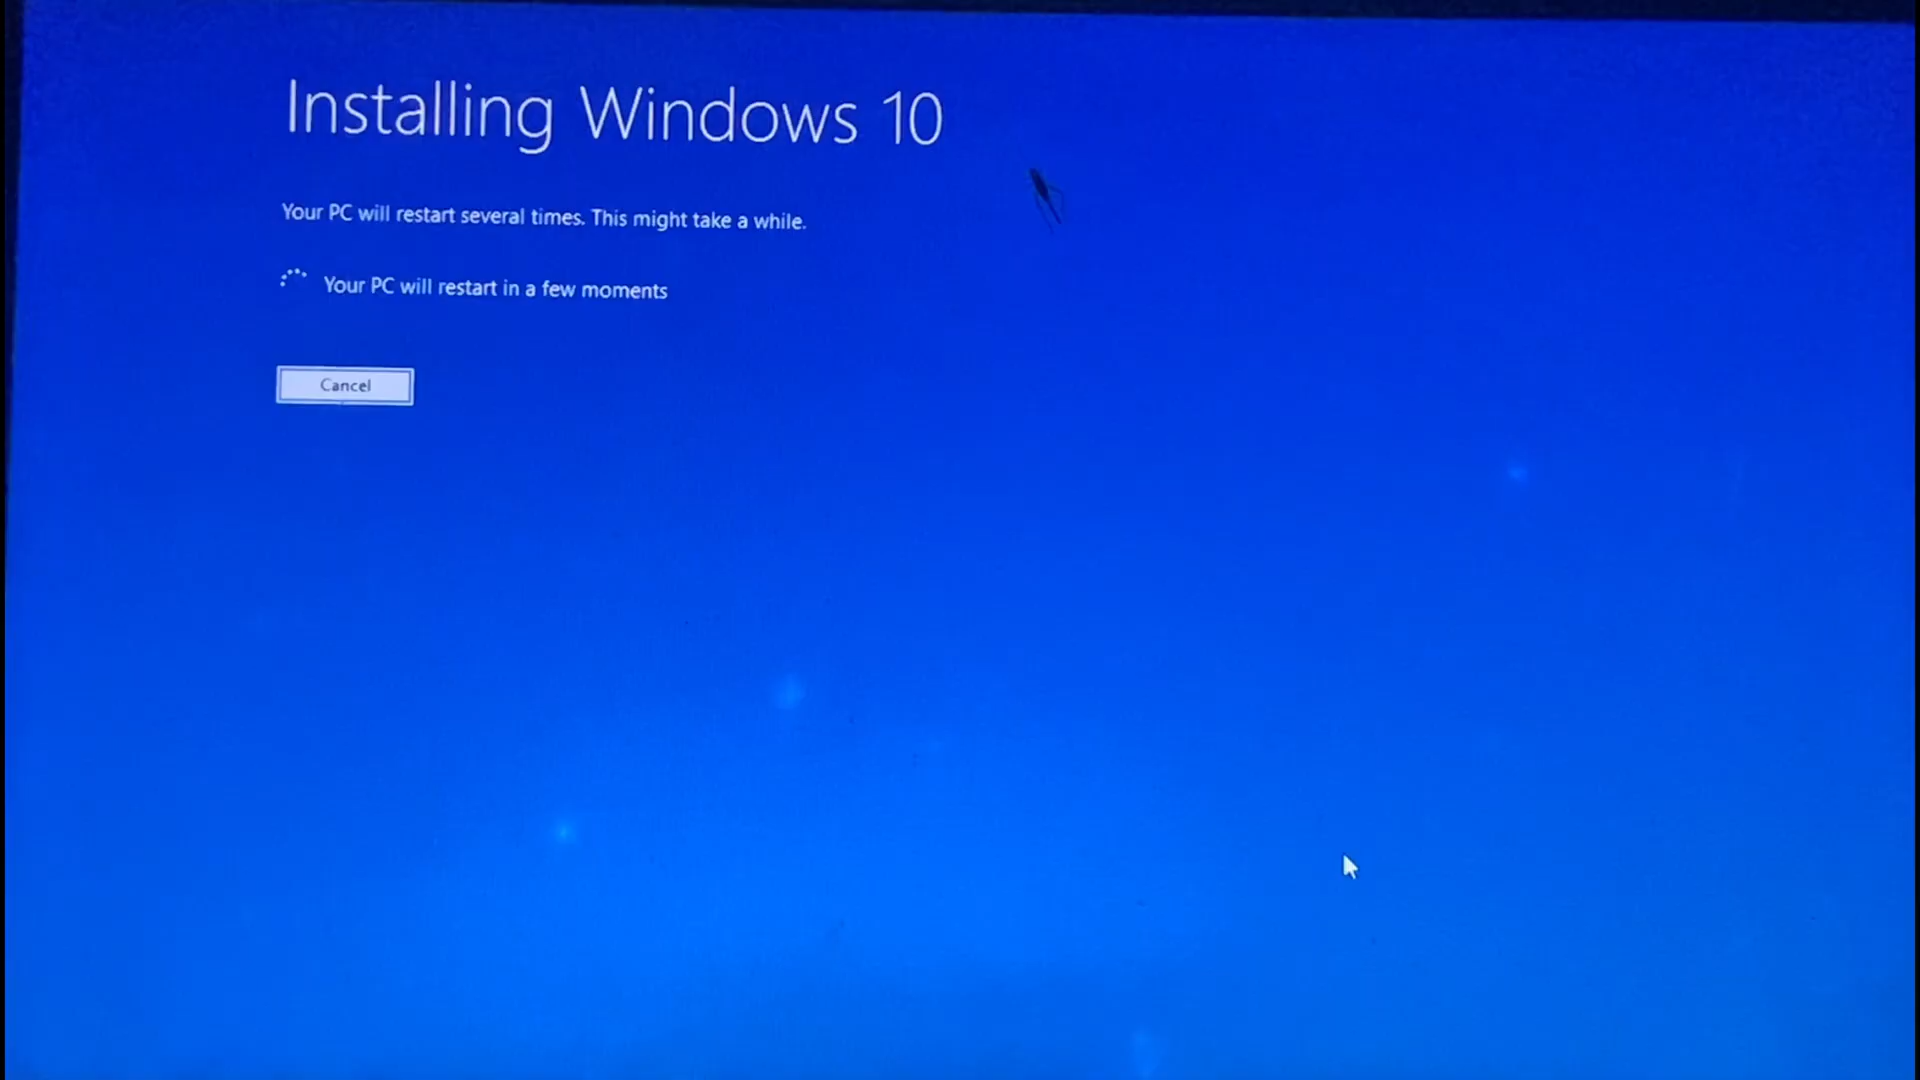 Installing Windows 10
Your PC will restart several times. This might take a while.
Your PC will restart in a few moments
Cancel